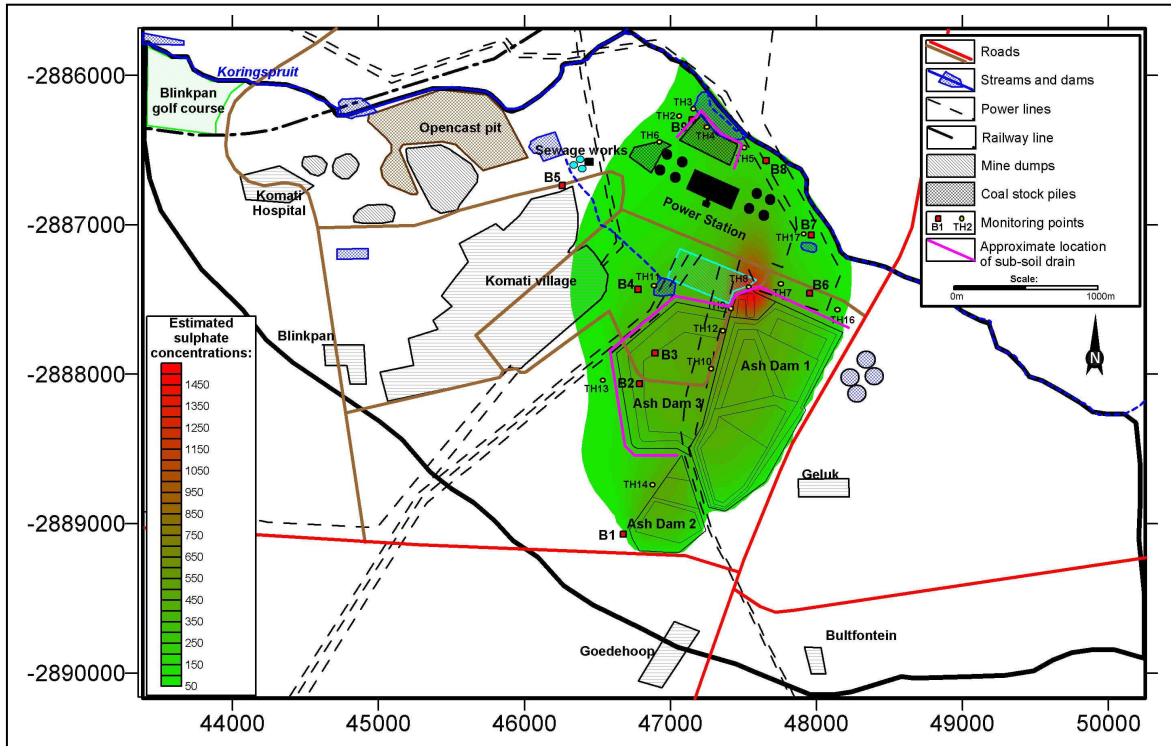 -2886000
-2887000
-2888000
-2889000
-2890000
44000
45000
46000
47000
48000
49000
50000
Koringspruit
Blinkpan
golf course
Opencast pit
Sewage works
B5
Komati
Hospital
Komati village
Blinkpan
TH3
TH2
B9
TH4
TH6
TH5
B8
Power Station
B7
TH17
TH11
B4
TH8
TH7
B6
TH16
TH12
B3
TH10
Ash Dam 1
B2
TH13
Ash Dam 3
TH14
Ash Dam 2
B1
Geluk
Goedehoop
Bultfontein
Roads
Streams and dams
Power lines
Railway line
Mine dumps
Coal stock piles
B1 TH2 Monitoring points
Approximate location
of sub-soil drain
Scale:
0m 1000m
N
Estimated
sulphate
concentrations:
1450
1350
1250
1150
1050
950
850
750
650
550
450
350
250
150
50